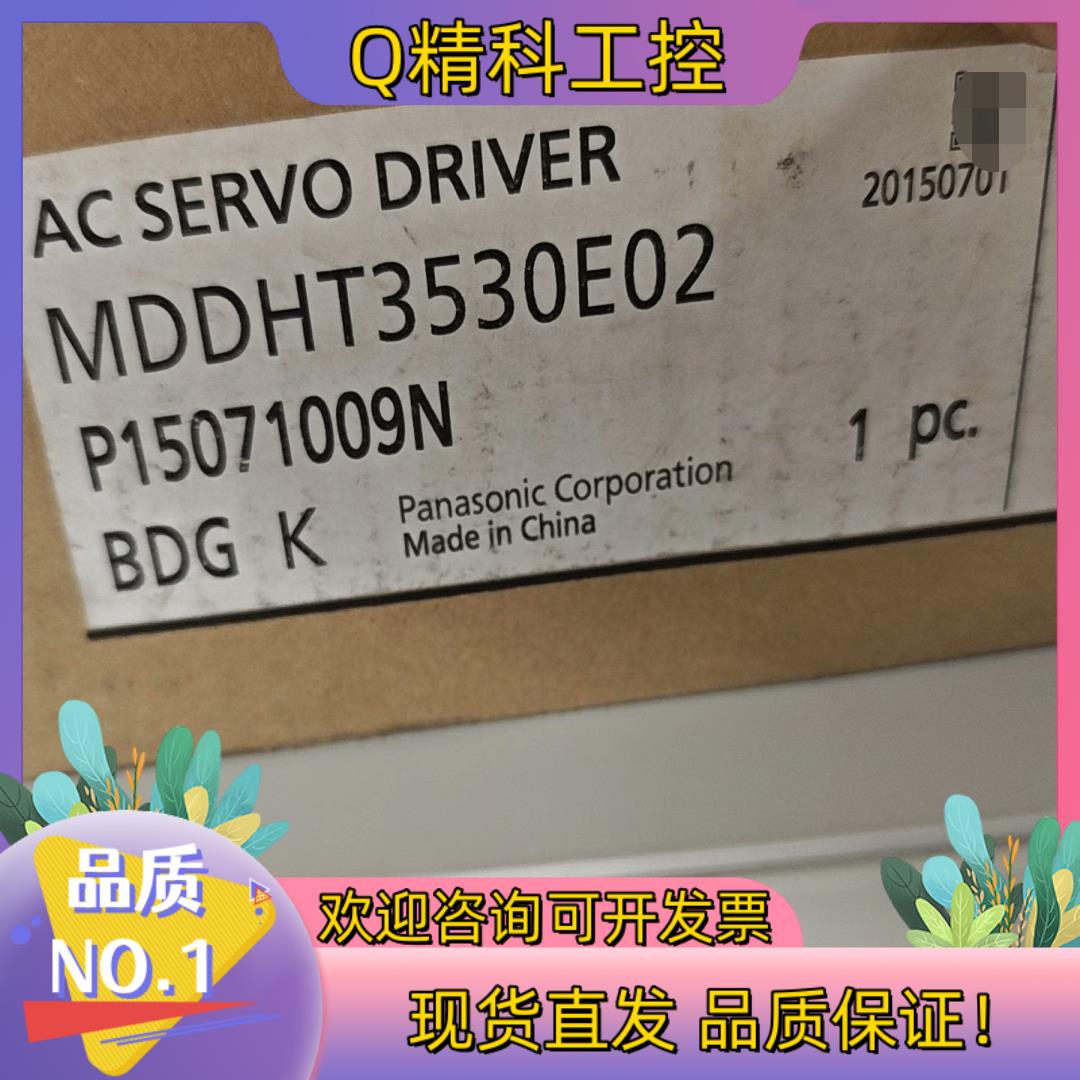 Q精科工控
AC SERVO DRIVER
20150701
MDDHT3530E02
P15071009N
1 pc.
BDG K
Panasonic Corporation
Made in China
品质
NO.1
欢迎咨询可开发票
现货直发 品质保证!